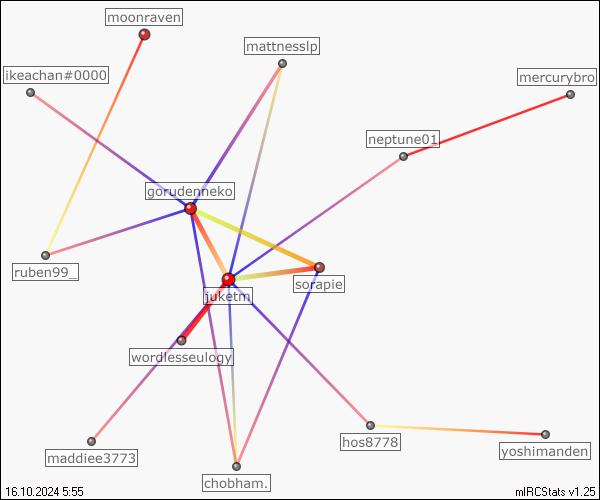 moonraven
mattnesslp
ikeachan#0000
mercurybro
neptune01
gorudenneko
ruben99_
sorapie
juketm
wordlesseulogy
hos8778
maddiee3773
yoshimanden
chobham.
16.10.2024 5:55
mIRCStats v1.25